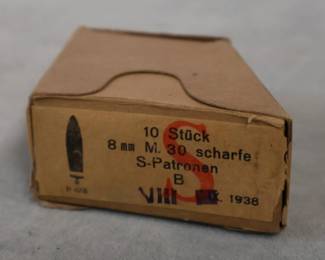 10 Stück
8 mm M. 30 scharfe
S-Patronen
B
S
VIII 1938